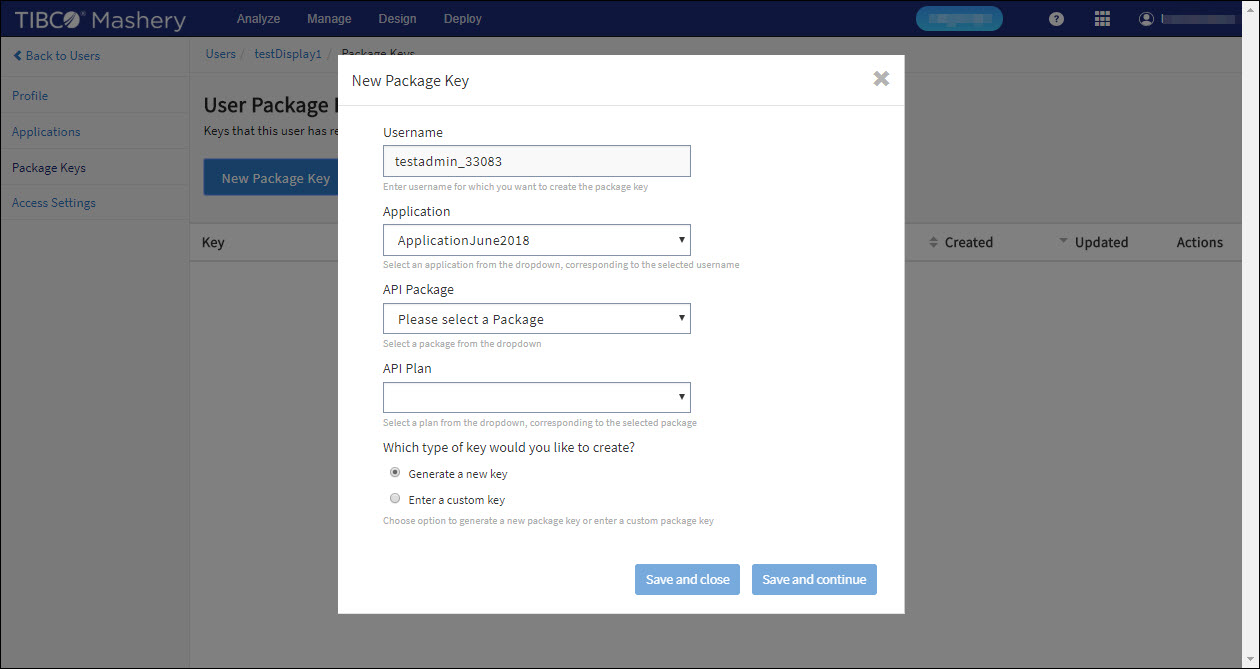 TIBCO® Mashery Analyze Manage Design Deploy
Back to Users
Users / testDisplay1 / Package Keys
Profile
Applications
Package Keys
Access Settings
User Package
Keys that this user has re
New Package Key
Key Created Updated Actions
New Package Key
Username
testadmin_33083
Enter username for which you want to create the package key
Application
ApplicationJune2018
Select an application from the dropdown, corresponding to the selected username
API Package
Please select a Package
Select a package from the dropdown
API Plan
Select a plan from the dropdown, corresponding to the selected package
Which type of key would you like to create?
Generate a new key
Enter a custom key
Choose option to generate a new package key or enter a custom package key
Save and close Save and continue